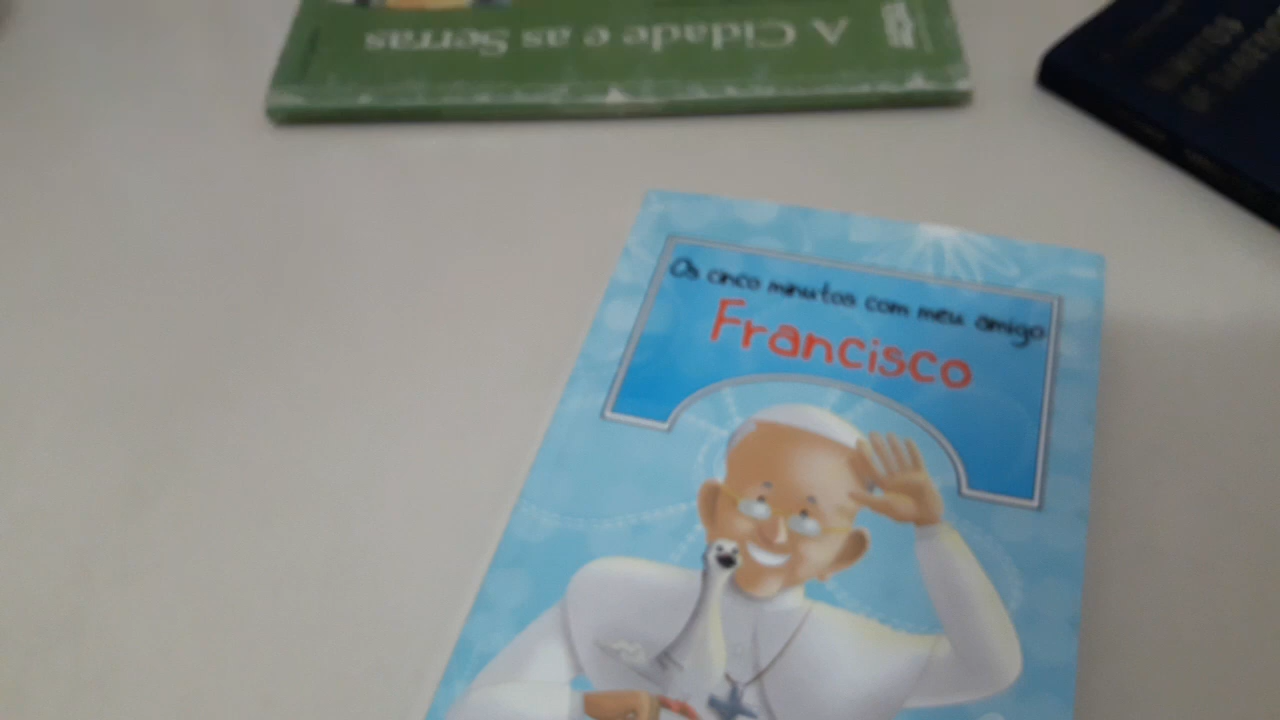 A Cidade e as Serras
Os cinco minutos com meu amigo
Francisco